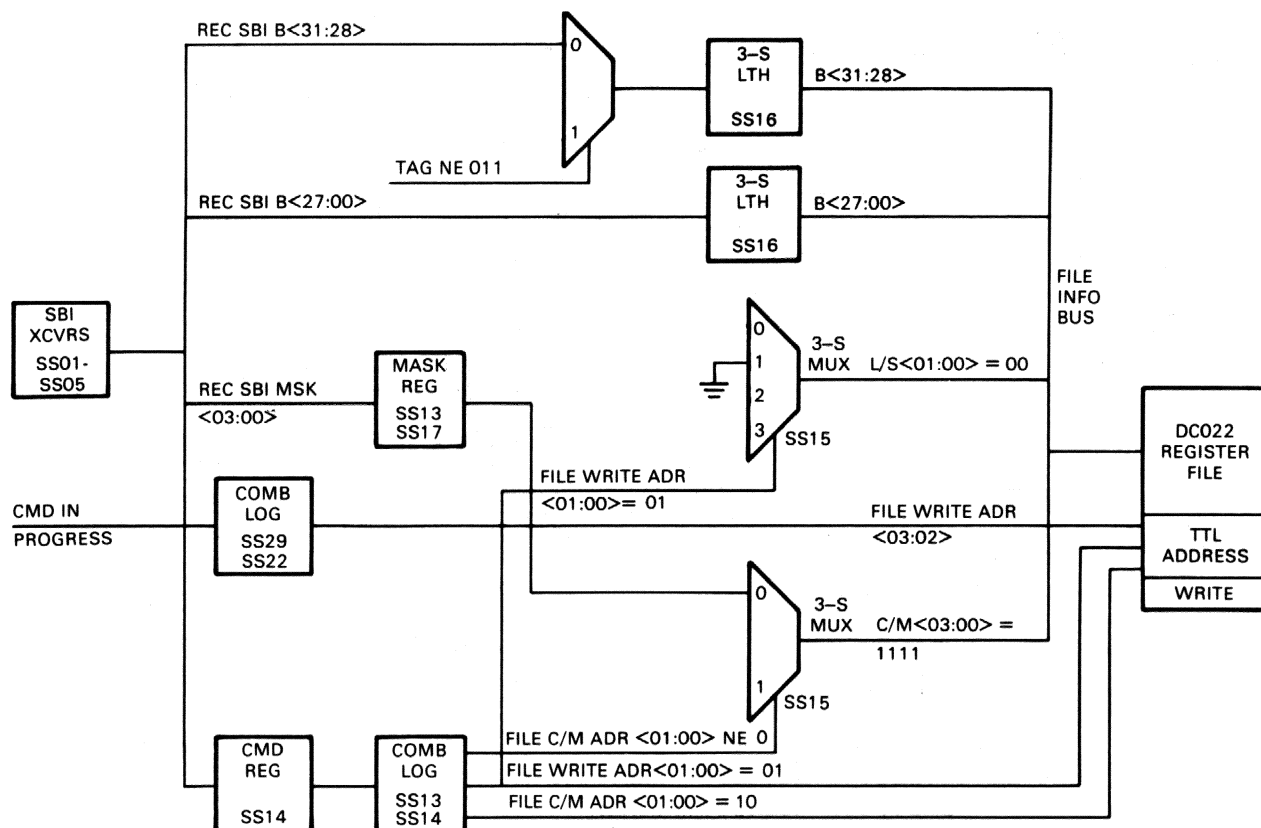 REC SBI B<31:28>
0
1
TAG NE 011
3–S
LTH
SS16
B<31:28>
REC SBI B<27:00>
3–S
LTH
SS16
B<27:00>
FILE
INFO
BUS
SBI
XCVRS
SS01-
SS05
REC SBI MSK
<03:00>
MASK
REG
SS13
SS17
0
1
2
3
3–S
MUX
L/S<01:00> = 00
SS15
FILE WRITE ADR
<01:00>= 01
CMD IN
PROGRESS
COMB
LOG
SS29
SS22
FILE WRITE ADR
<03:02>
DC022
REGISTER
FILE
TTL
ADDRESS
WRITE
0
1
3–S
MUX
C/M<03:00> =
1111
SS15
CMD
REG
SS14
COMB
LOG
SS13
SS14
FILE C/M ADR <01:00> NE 0
FILE WRITE ADR<01:00> = 01
FILE C/M ADR <01:00> = 10